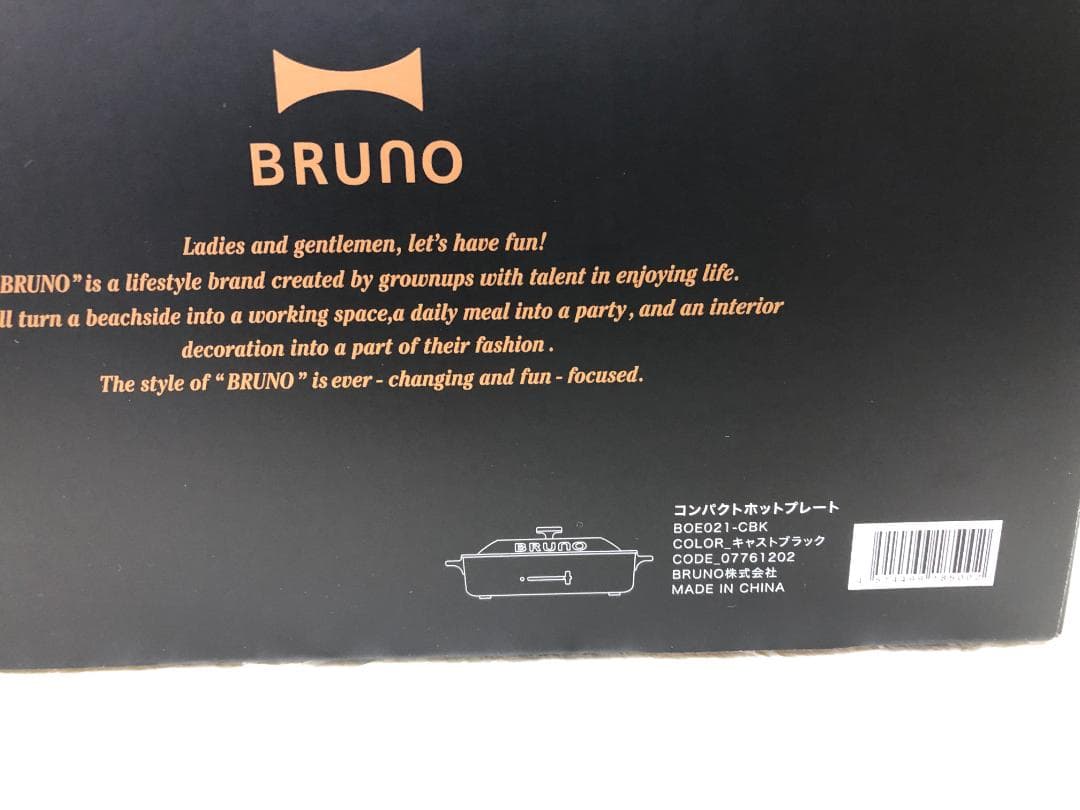 BRUNO
Ladies and gentlemen, let's have fun!
BRUNO" is a lifestyle brand created by grownups with talent in enjoying life.
turn a beachside into a working space,a daily meal into a party, and an interior
decoration into a part of their fashion.
The style of "BRUNO" is ever-changing and fun-focused.
BRUNO
コンパクトホットプレート
BOE021-CBK
COLOR_キャストブラック
CODE_07761202
BRUNO株式会社
MADE IN CHINA